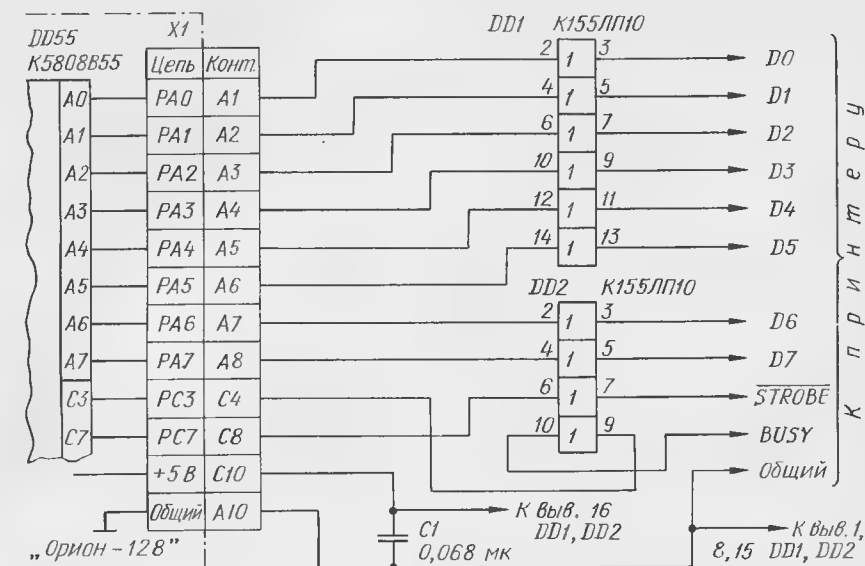 DD1 К155ЛП10
DD55 X1
К580ВВ55 Цепь Конт.
A0 PA0 A1 2 1 3 D0
A1 PA1 A2 4 1 5 D1
A2 PA2 A3 6 1 7 D2
A3 PA3 A4 10 1 9 D3
A4 PA4 A5 12 1 11 D4
A5 PA5 A6 14 1 13 D5
DD2 К155ЛП10
A6 PA6 A7 2 1 3 D6
A7 PA7 A8 4 1 5 D7
C3 PC3 C4 6 1 7 STROBE
C7 PC7 C8 10 1 9 BUSY
+5В C10 Общий
Общий A10
К принтеру
К выв. 16
DD1, DD2
C1
0,068 мк
К выв. 1,
8,15 DD1, DD2
„Орион-128"